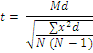 t = Md / √(∑x²d / N (N − 1))